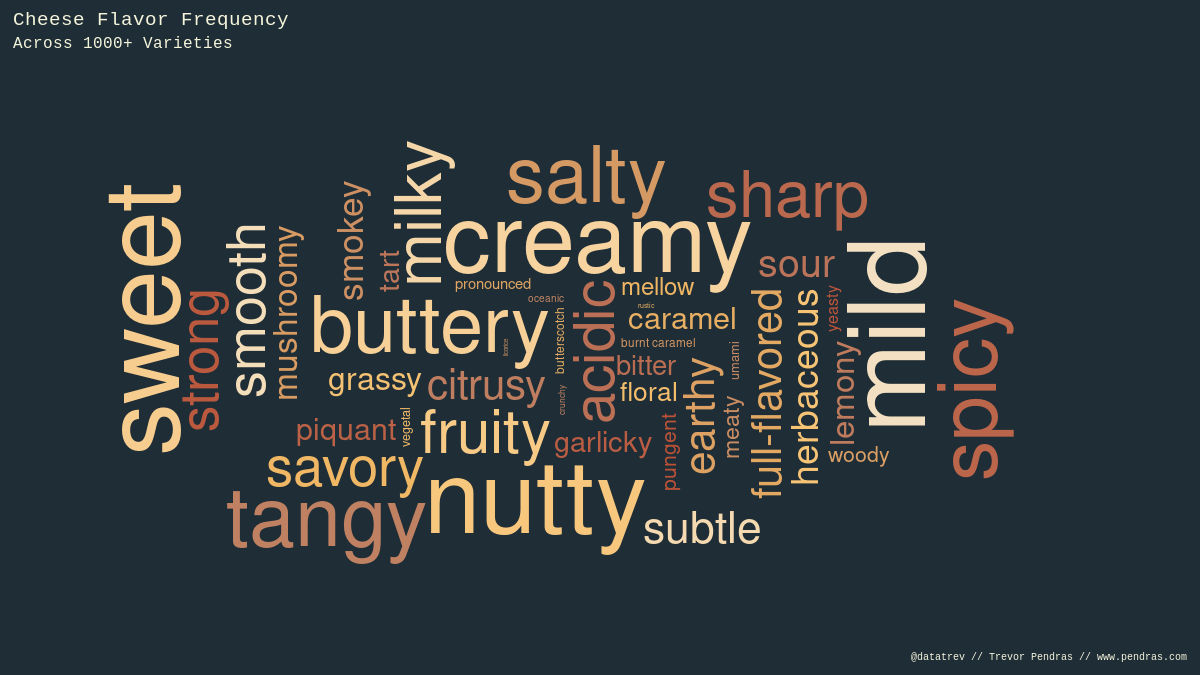 Cheese Flavor Frequency
Across 1000+ Varieties
sweet
strong
smooth
mushroomy
smokey
tart
milky
salty
sharp
creamy
sour
mild
spicy
pronounced
oceanic
mellow
rustic
caramel
buttery
licorice
butterscotch
acidic
burnt caramel
bitter
floral
umami
full-flavored
herbaceous
yeasty
lemony
grassy
citrusy
crunchy
earthy
meaty
pungent
piquant
vegetal
fruity
garlicky
woody
savory
tangy
nutty
subtle
@datatrev // Trevor Pendras // www.pendras.com